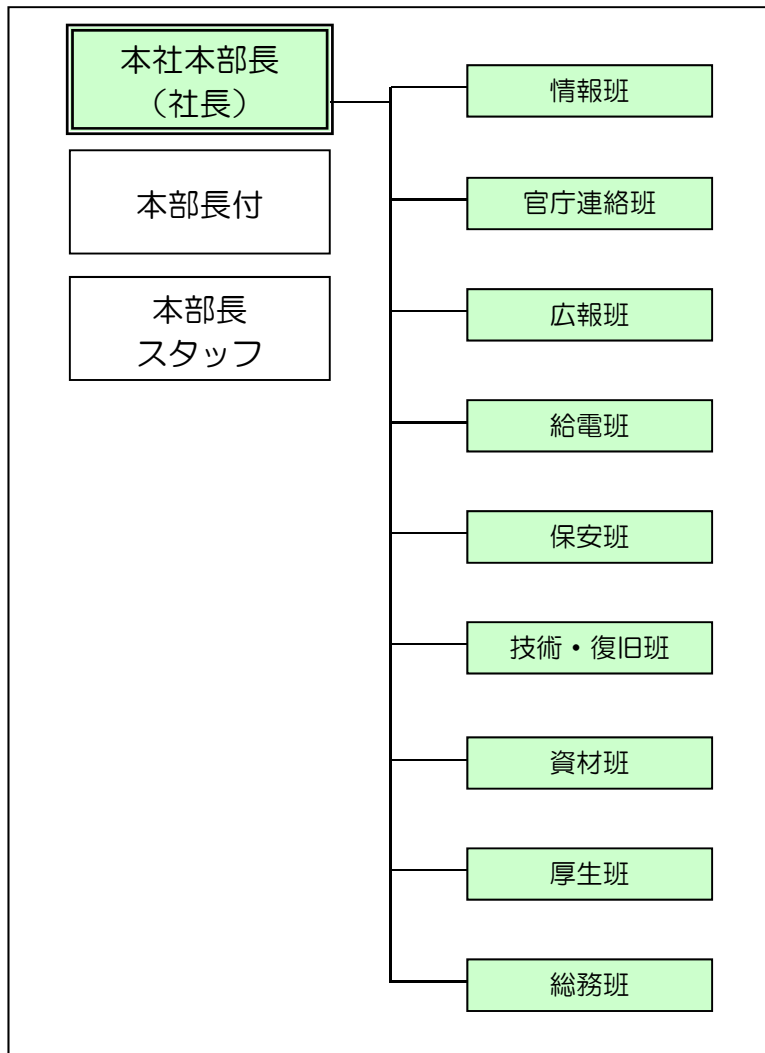 本社本部長
（社長）
本部長付
本部長
スタッフ
情報班
官庁連絡班
広報班
給電班
保安班
技術・復旧班
資材班
厚生班
総務班